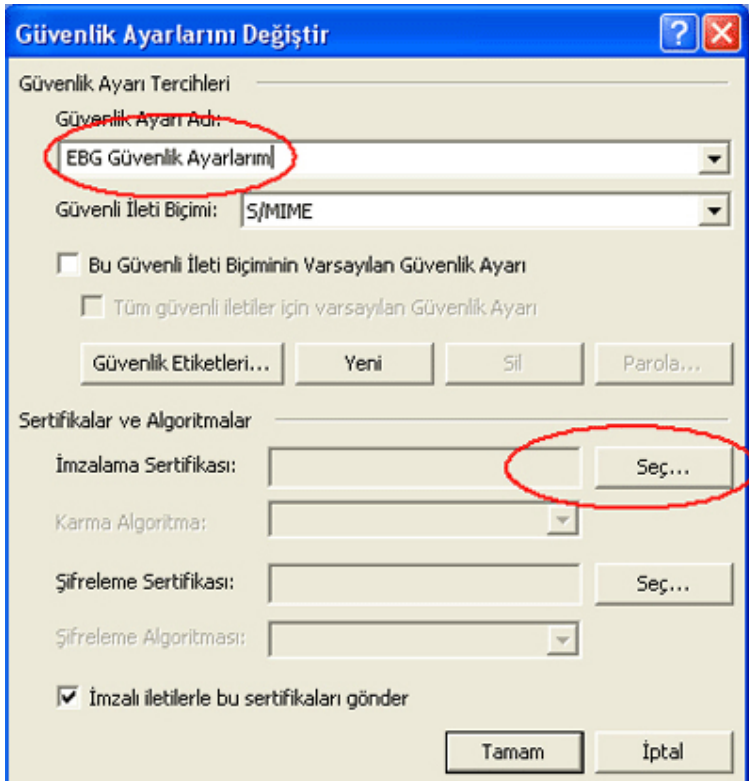 Güvenlik Ayarlarını Değiştir
Güvenlik Ayarı Tercihleri
Güvenlik Ayarı Adı:
EBG Güvenlik Ayarlarım
Güvenli İleti Biçimi: S/MIME
Bu Güvenli İleti Biçiminin Varsayılan Güvenlik Ayarı
Tüm güvenli iletiler için varsayılan Güvenlik Ayarı
Güvenlik Etiketleri... Yeni Sil Parola...
Sertifikalar ve Algoritmalar
İmzalama Sertifikası: Seç...
Karma Algoritma:
Şifreleme Sertifikası: Seç...
Şifreleme Algoritması:
İmzalı iletilerle bu sertifikaları gönder
Tamam İptal